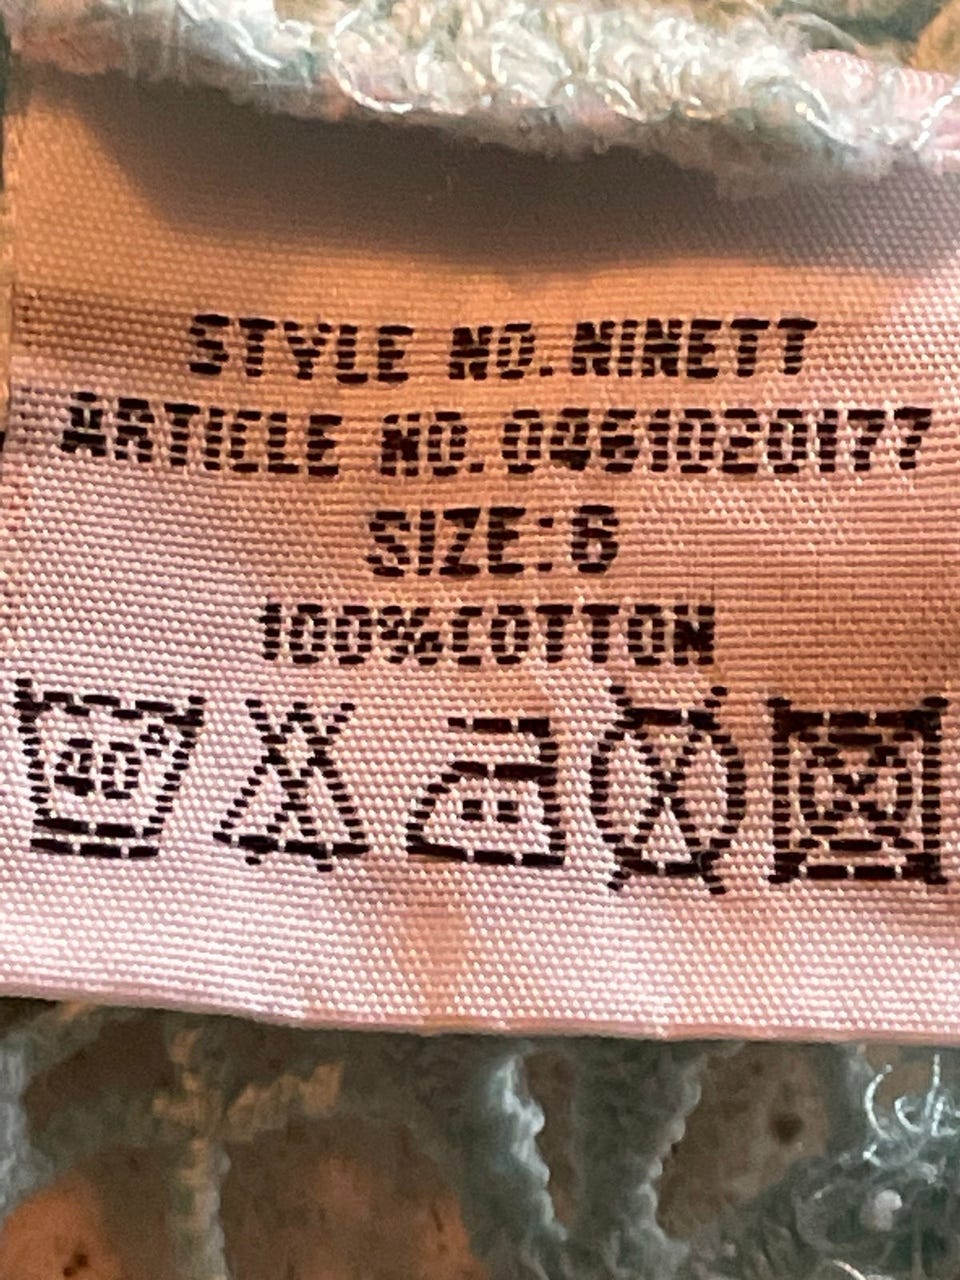 STYLE NO. NINETT
ARTICLE NO. 0461020177
SIZE: 6
100% COTTON
40°